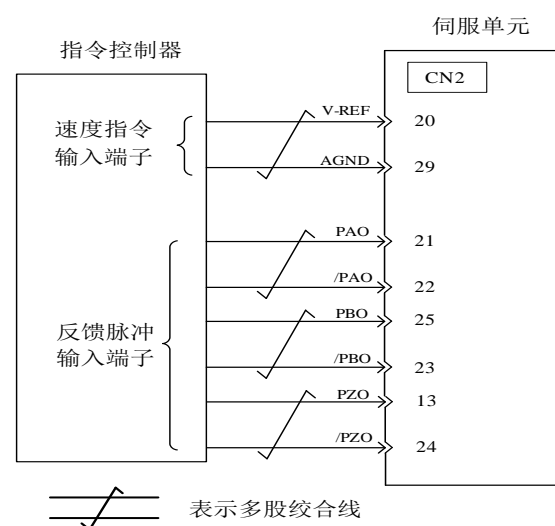 伺服单元
指令控制器
CN2
速度指令
输入端子
V-REF
20
AGND
29
反馈脉冲
输入端子
PAO
21
/PAO
22
PBO
25
/PBO
23
PZO
13
/PZO
24
表示多股绞合线